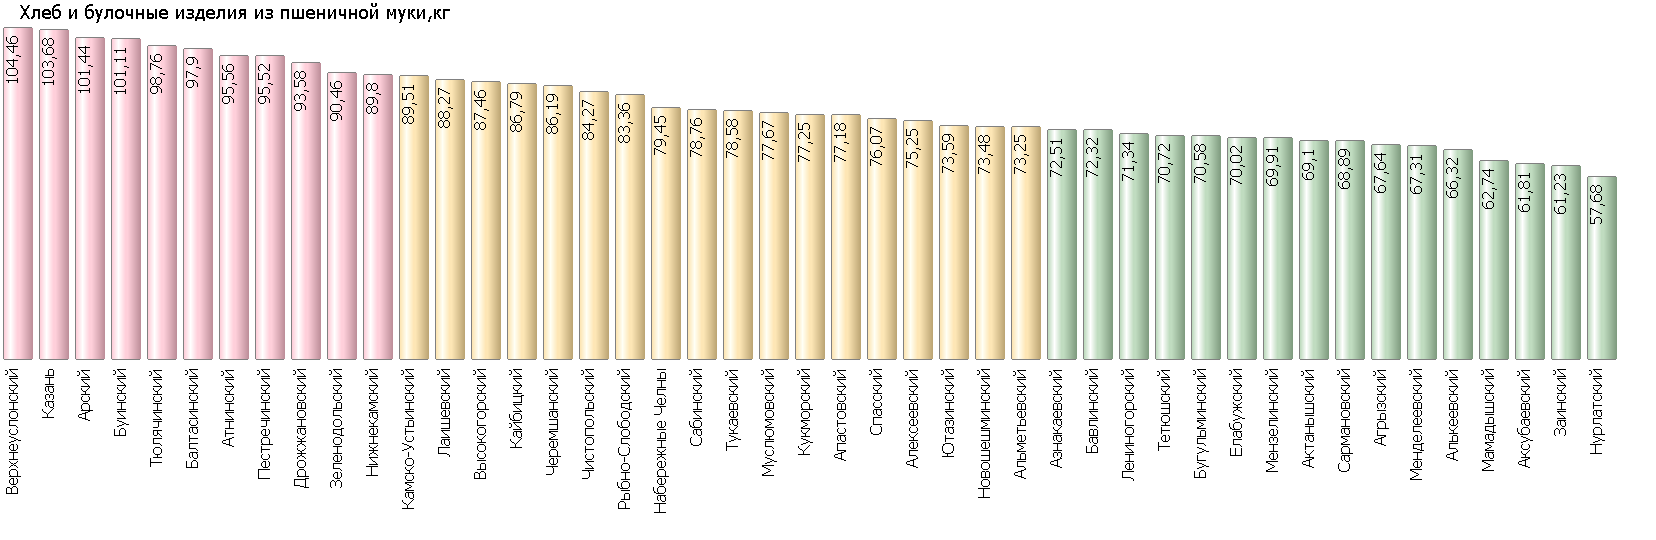 Хлеб и булочные изделия из пшеничной муки,кг
104,46
103,68
101,44
101,11
98,76
97,9
95,56
95,52
93,58
90,46
89,8
89,51
88,27
87,46
86,79
86,19
84,27
83,36
79,45
78,76
78,58
77,67
77,25
77,18
76,07
75,25
73,59
73,48
73,25
72,51
72,32
71,34
70,72
70,58
70,02
69,91
69,1
68,89
67,64
67,31
66,32
62,74
61,81
61,23
57,68
Верхнеуслонский
Казань
Арский
Буинский
Тюлячинский
Балтасинский
Атнинский
Пестречинский
Дрожжановский
Зеленодольский
Нижнекамский
Камско-Устьинский
Лаишевский
Высокогорский
Кайбицкий
Черемшанский
Чистопольский
Рыбно-Слободский
Набережные Челны
Сабинский
Тукаевский
Муслюмовский
Кукморский
Апастовский
Спасский
Алексеевский
Ютазинский
Новошешминский
Альметьевский
Азнакаевский
Бавлинский
Лениногорский
Тетюшский
Бугульминский
Елабужский
Мензелинский
Актанышский
Сармановский
Агрызский
Менделеевский
Алькеевский
Мамадышский
Аксубаевский
Заинский
Нурлатский